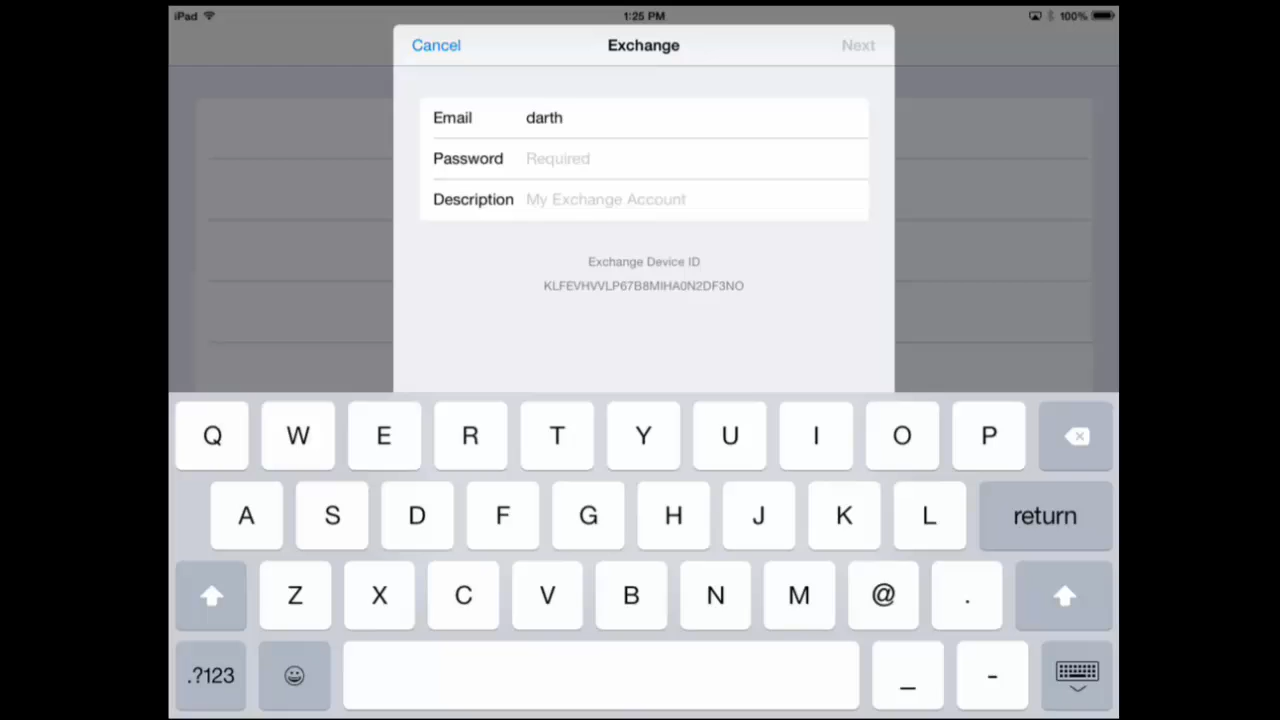 iPad 1:25 PM 100%
Cancel Exchange Next
Email darth
Password Required
Description My Exchange Account
Exchange Device ID
KLFEVHVVLP67B8MIHA0N2DF3NO
Q W E R T Y U I O P
A S D F G H J K L return
Z X C V B N M @ .
.?123 _ -